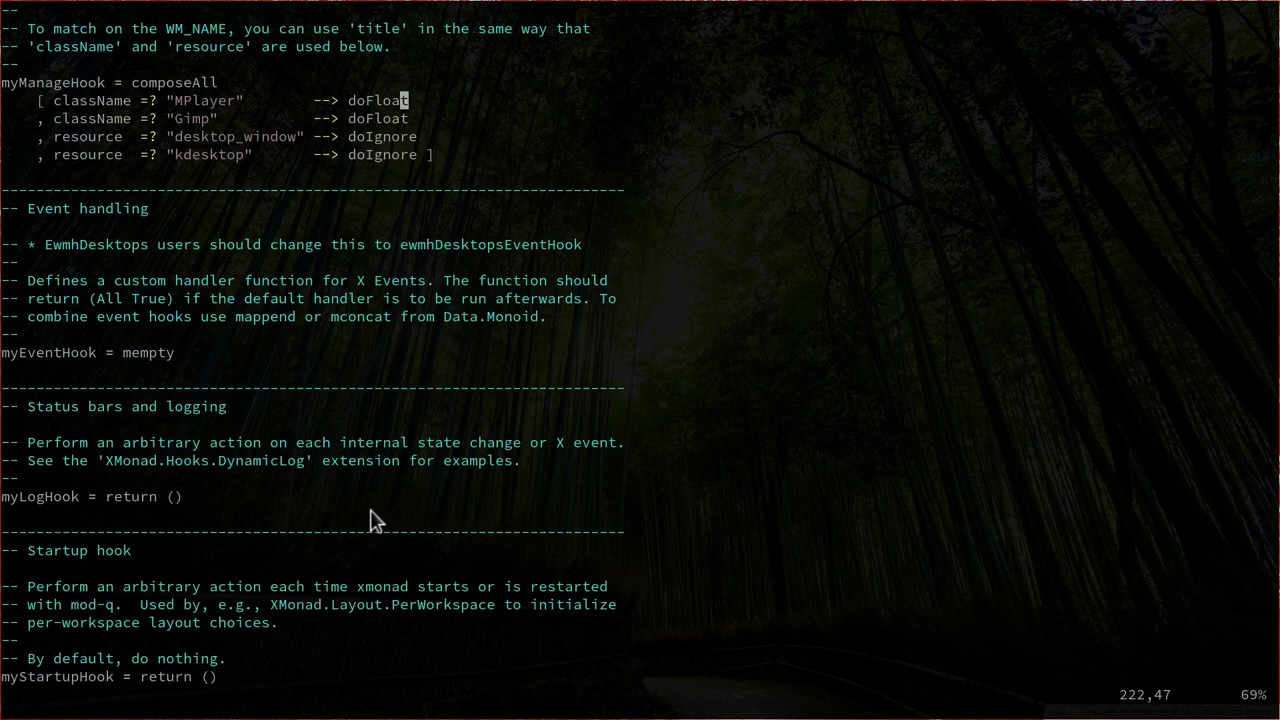 --
-- To match on the WM_NAME, you can use 'title' in the same way that
-- 'className' and 'resource' are used below.
--
myManageHook = composeAll
    [ className =? "MPlayer"        --> doFloat
    , className =? "Gimp"           --> doFloat
    , resource  =? "desktop_window" --> doIgnore
    , resource  =? "kdesktop"       --> doIgnore ]
------------------------------------------------------------------------
-- Event handling
-- * EwmhDesktops users should change this to ewmhDesktopsEventHook
--
-- Defines a custom handler function for X Events. The function should
-- return (All True) if the default handler is to be run afterwards. To
-- combine event hooks use mappend or mconcat from Data.Monoid.
--
myEventHook = mempty
------------------------------------------------------------------------
-- Status bars and logging
-- Perform an arbitrary action on each internal state change or X event.
-- See the 'XMonad.Hooks.DynamicLog' extension for examples.
--
myLogHook = return ()
------------------------------------------------------------------------
-- Startup hook
-- Perform an arbitrary action each time xmonad starts or is restarted
-- with mod-q.  Used by, e.g., XMonad.Layout.PerWorkspace to initialize
-- per-workspace layout choices.
--
-- By default, do nothing.
myStartupHook = return ()
222,47        69%